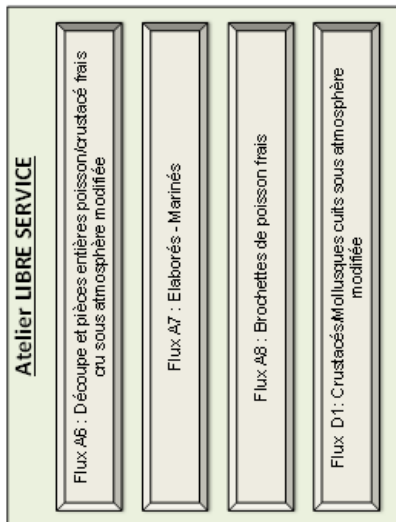 Atelier LIBRE SERVICE
Flux A6 : Découpe et pièces entières poisson/crustacé frais
cru sous atmosphère modifiée
Flux A7 : Elaborés - Marinés
Flux A8 : Brochettes de poisson frais
Flux D1: Crustacés.Mollusques cuits sous atmosphère
modifiée